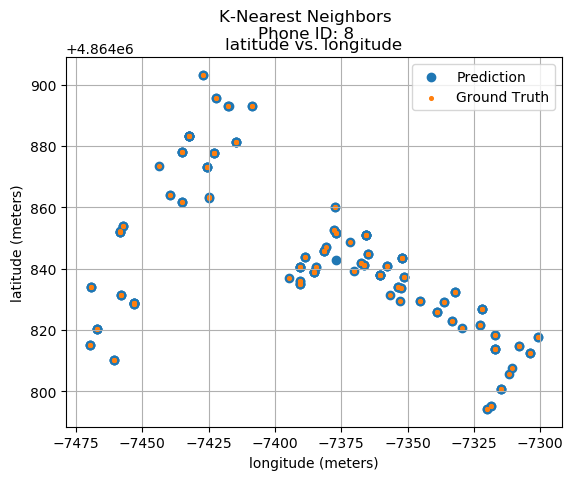 K-Nearest Neighbors
Phone ID: 8
latitude vs. longitude
+4.864e6
Prediction
Ground Truth
900
880
860
840
820
800
latitude (meters)
−7475 −7450 −7425 −7400 −7375 −7350 −7325 −7300
longitude (meters)